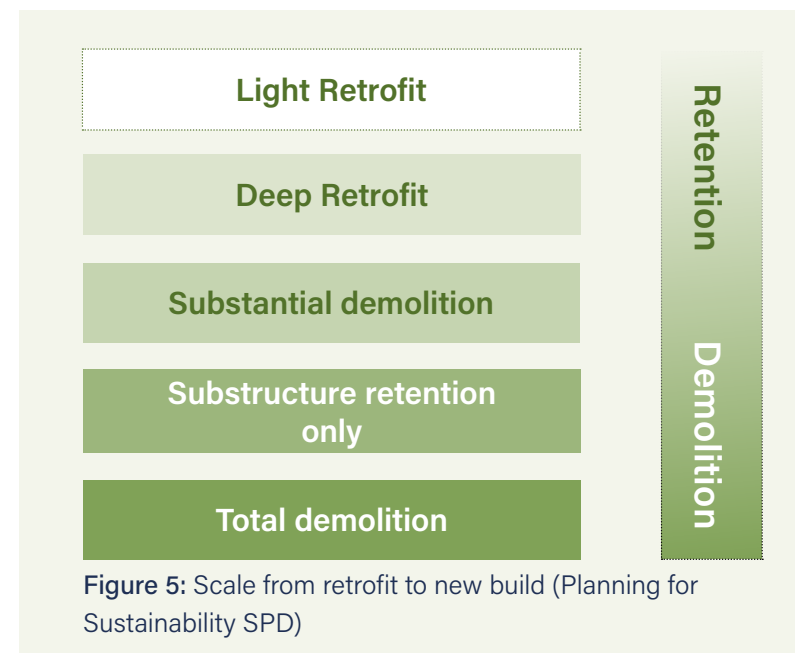 Light Retrofit
Deep Retrofit
Substantial demolition
Substructure retention
only
Total demolition
Retention
Demolition
Figure 5: Scale from retrofit to new build (Planning for
Sustainability SPD)